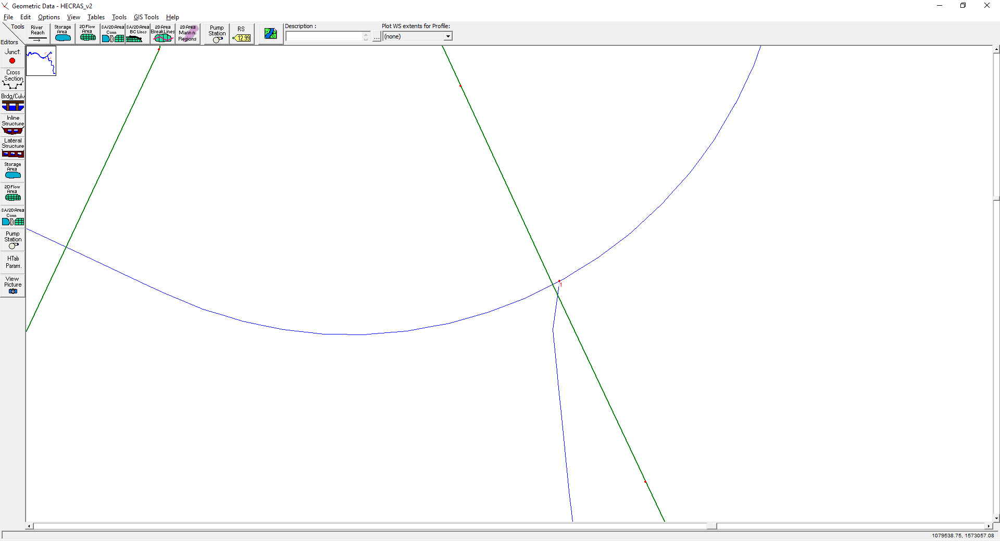 Geometric Data - HECRAS_v2
File Edit Options View Tables Tools GIS Tools Help
Tools
Editors
River
Reach
Storage
Area
2D Flow
Area
SA/2D Area
Conn
SA/2D Area
BC Lines
2D Area
BreakLines
2D Area
Mann n
Regions
Pump
Station
RS
12.99
Description :
...
Plot WS extents for Profile:
(none)
Junct.
Cross
Section
Brdg/Culv
Inline
Structure
Lateral
Structure
Storage
Area
2D Flow
Area
SA/2D Area
Conn
Pump
Station
HTab
Param.
View
Picture
1
1079538.75, 1573057.08